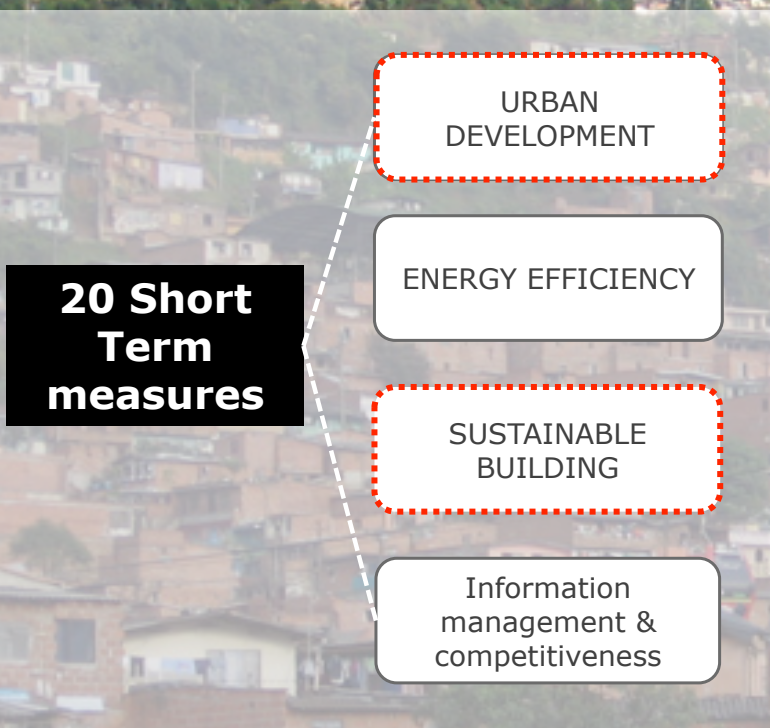 20 Short
Term
measures
URBAN
DEVELOPMENT
ENERGY EFFICIENCY
SUSTAINABLE
BUILDING
Information
management &
competitiveness